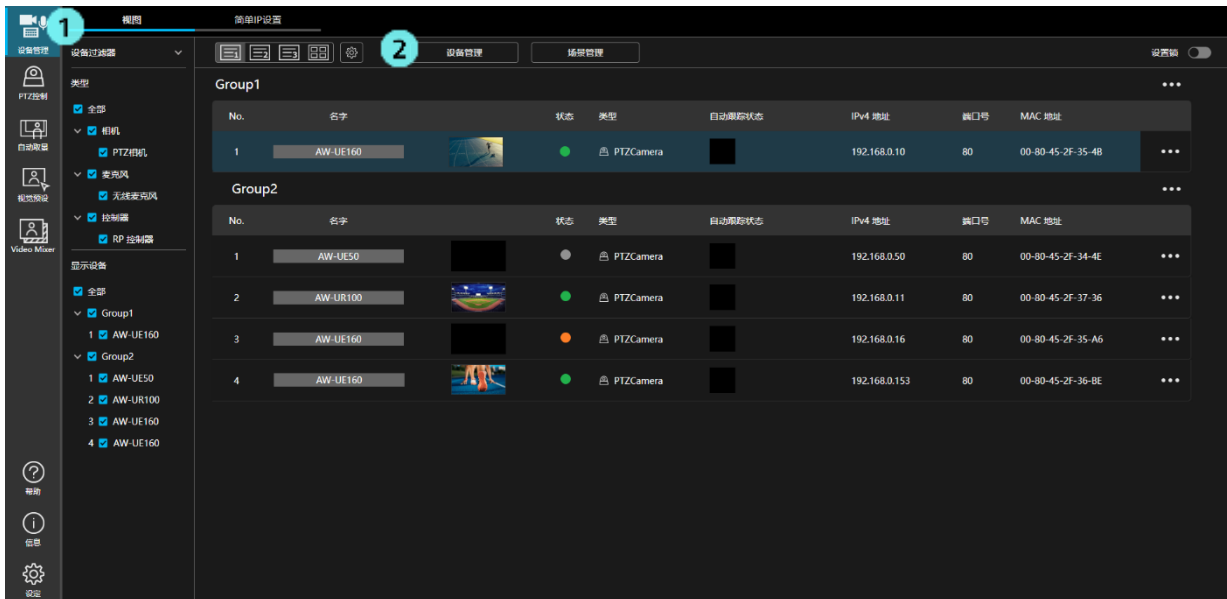 1
视图
简单IP设置
设备管理
PTZ控制
自动取景
视觉预设
Video Mixer
帮助
信息
设定
设备过滤器
类型
全部
相机
PTZ相机
麦克风
无线麦克风
控制器
RP 控制器
显示设备
全部
Group1
1 AW-UE160
Group2
1 AW-UE50
2 AW-UR100
3 AW-UE160
4 AW-UE160
1 2 3
2
设备管理
场景管理
设置锁
Group1
No. 名字 状态 类型 自动跟踪状态 IPv4 地址 端口号 MAC 地址
1 AW-UE160 PTZCamera 192.168.0.10 80 00-80-45-2F-35-4B
Group2
No. 名字 状态 类型 自动跟踪状态 IPv4 地址 端口号 MAC 地址
1 AW-UE50 PTZCamera 192.168.0.50 80 00-80-45-2F-34-4E
2 AW-UR100 PTZCamera 192.168.0.11 80 00-80-45-2F-37-36
3 AW-UE160 PTZCamera 192.168.0.16 80 00-80-45-2F-35-A6
4 AW-UE160 PTZCamera 192.168.0.153 80 00-80-45-2F-36-BE